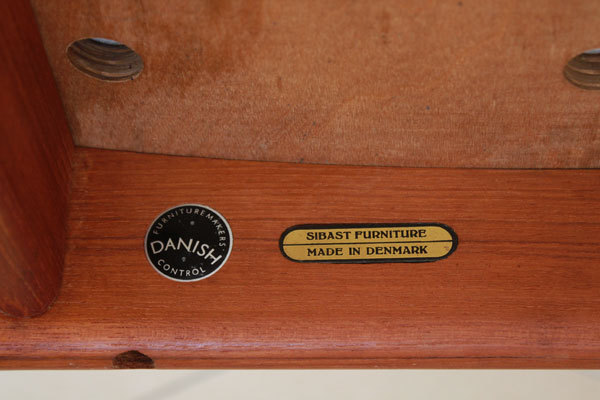 FURNITUREMAKERS'
DANISH
CONTROL
SIBAST FURNITURE
MADE IN DENMARK